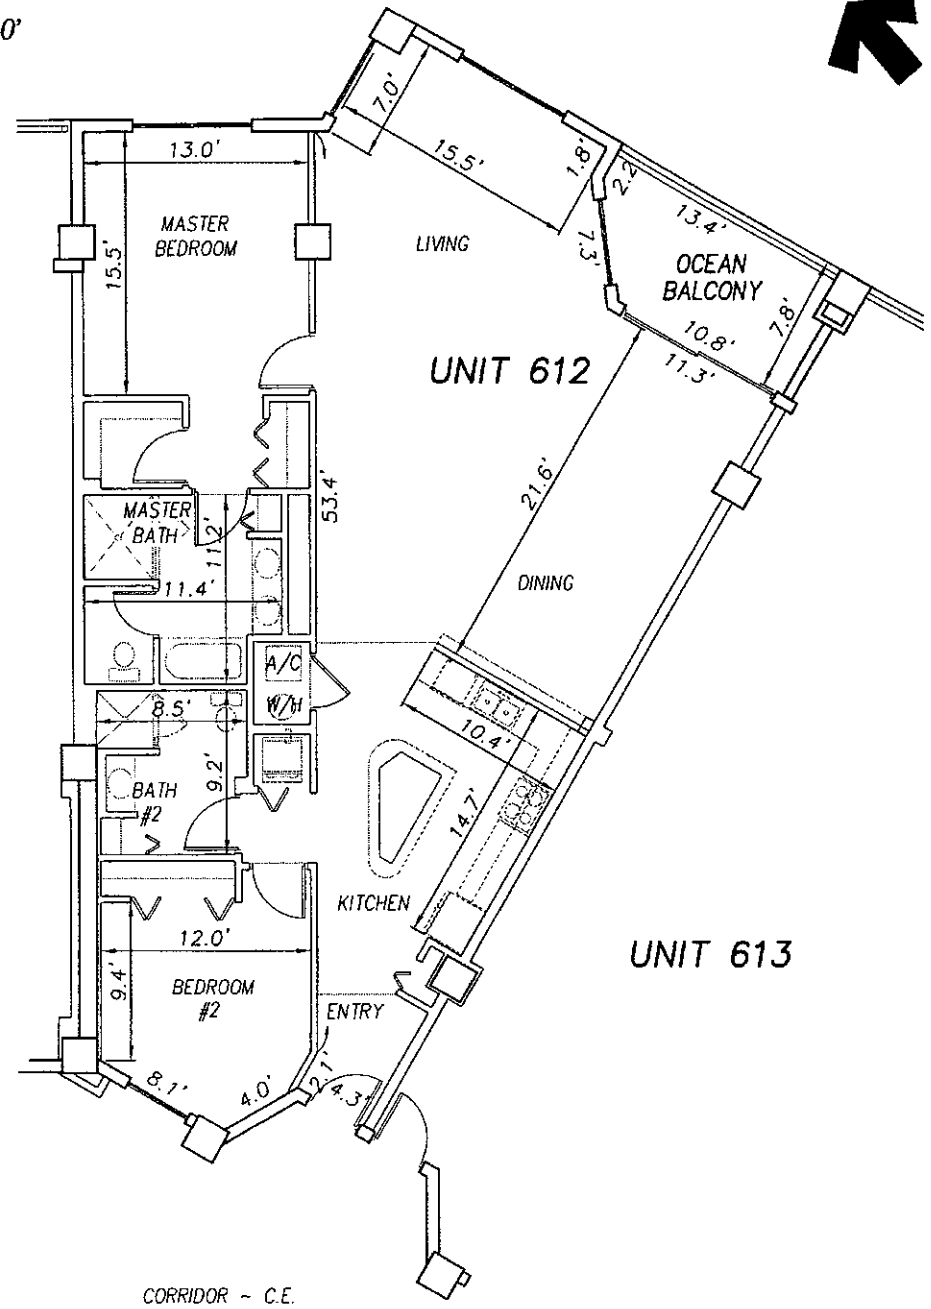 0'
7.0'
13.0'
15.5'
1.8'
2.2
13.4'
MASTER
BEDROOM
15.5'
LIVING
7.3'
OCEAN
BALCONY
7.8'
10.8'
11.3'
UNIT 612
21.6'
53.4'
MASTER
BATH
11.2'
11.4'
DINING
A/C
W/H
8.5'
10.4'
9.2'
BATH
#2
14.7'
KITCHEN
12.0'
9.4'
BEDROOM
#2
UNIT 613
ENTRY
8.1'
4.0'
2.1'
4.3'
CORRIDOR ~ C.E.